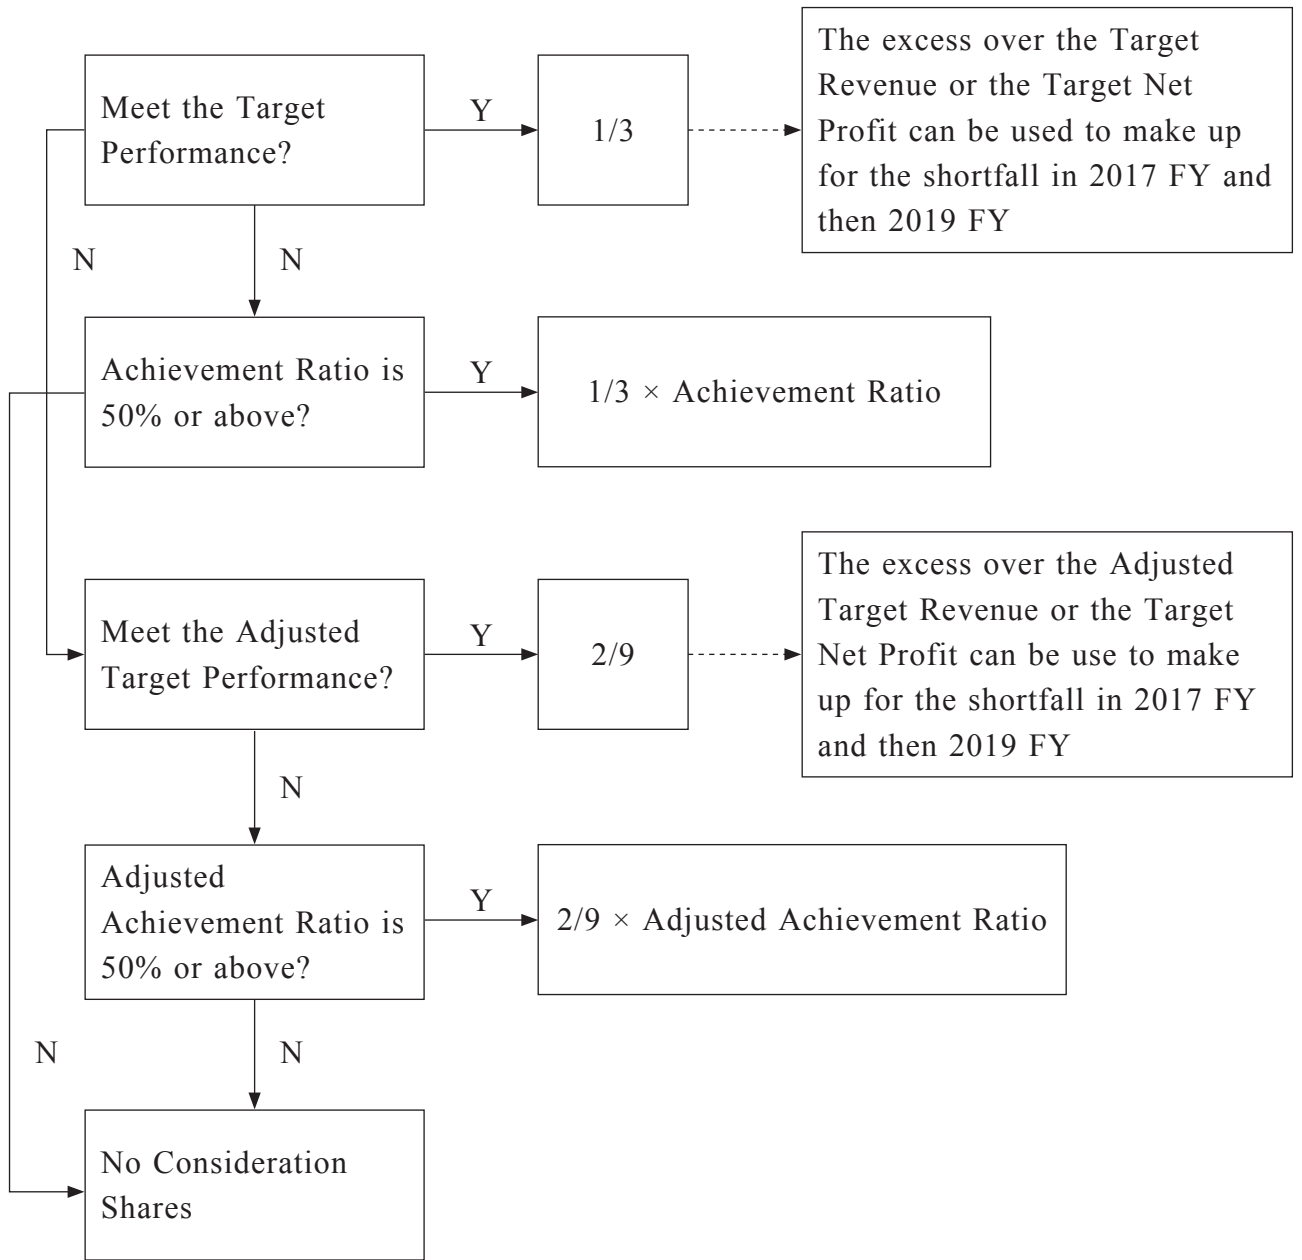 Meet the Target
Performance?
Y
1/3
The excess over the Target
Revenue or the Target Net
Profit can be used to make up
for the shortfall in 2017 FY and
then 2019 FY
N
N
Achievement Ratio is
50% or above?
Y
1/3 × Achievement Ratio
Meet the Adjusted
Target Performance?
Y
2/9
The excess over the Adjusted
Target Revenue or the Target
Net Profit can be use to make
up for the shortfall in 2017 FY
and then 2019 FY
N
Adjusted
Achievement Ratio is
50% or above?
Y
2/9 × Adjusted Achievement Ratio
N
N
No Consideration
Shares